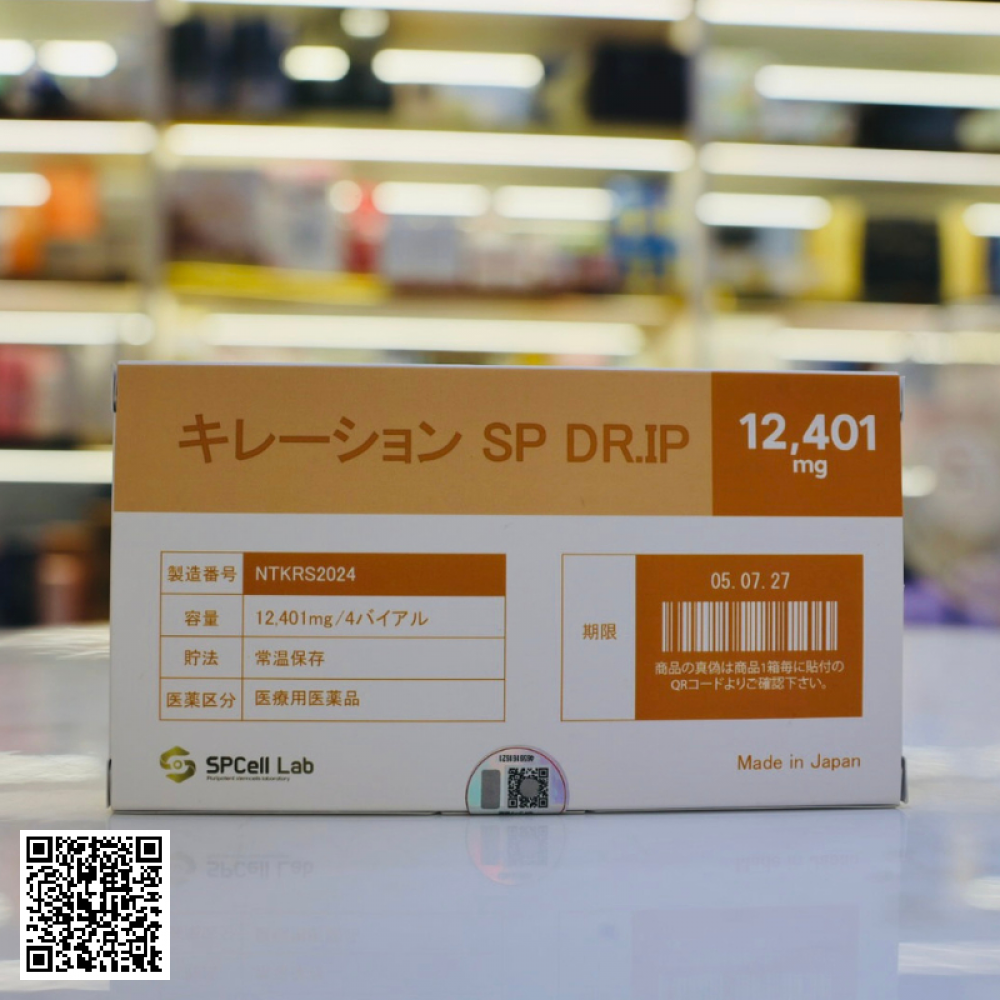 キレーション SP DR.IP
12,401
mg
製造番号 NTKRS2024
容量 12,401mg/4バイアル
貯法 常温保存
医薬区分 医療用医薬品
期限
05.07.27
商品の真偽は商品1箱毎に貼付の
QRコードよりご確認下さい。
SPCell Lab
Made in Japan